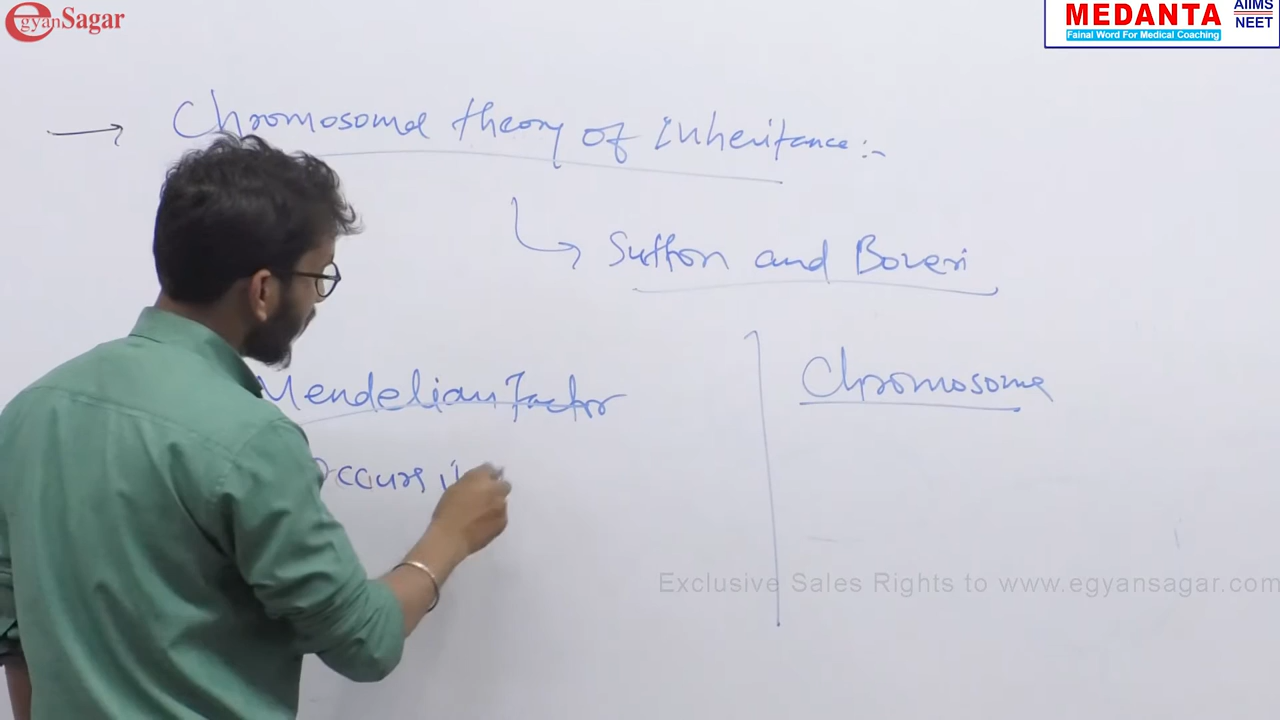 egyanSagar
MEDANTA
Fainal Word For Medical Coaching
AIIMS
NEET
→ Chromosomal theory of inheritance:-
Sutton and Boveri
Mendelian Factor
Chromosome
Occurs
Exclusive Sales Rights to www.egyansagar.com